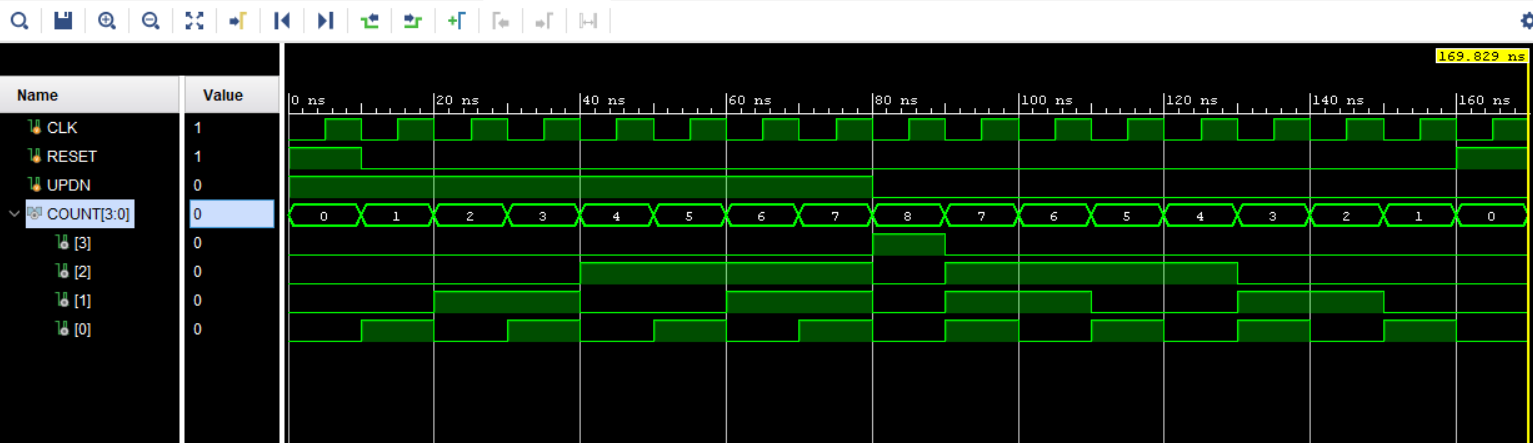 169.829 ns
Name Value
0 ns 20 ns 40 ns 60 ns 80 ns 100 ns 120 ns 140 ns 160 ns
CLK 1
RESET 1
UPDN 0
COUNT[3:0] 0 0 1 2 3 4 5 6 7 8 7 6 5 4 3 2 1 0
[3] 0
[2] 0
[1] 0
[0] 0